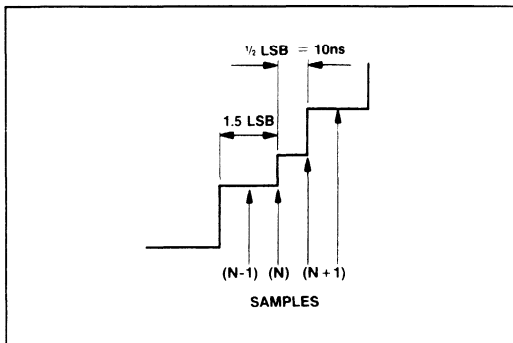 ½ LSB = 10ns
1.5 LSB
(N-1) (N) (N + 1)
SAMPLES